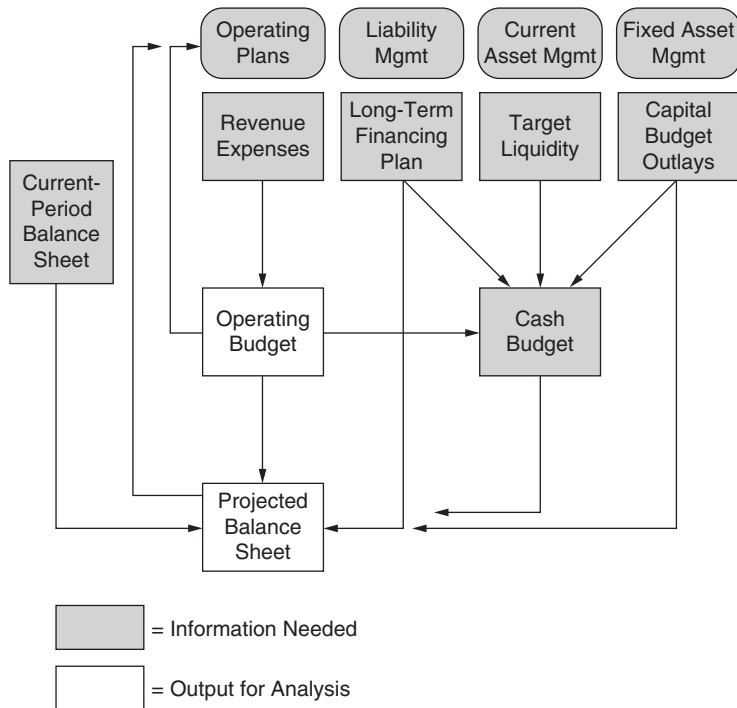 Operating
Plans
Liability
Mgmt
Current
Asset Mgmt
Fixed Asset
Mgmt
Revenue
Expenses
Long-Term
Financing
Plan
Target
Liquidity
Capital
Budget
Outlays
Current-
Period
Balance
Sheet
Operating
Budget
Cash
Budget
Projected
Balance
Sheet
= Information Needed
= Output for Analysis